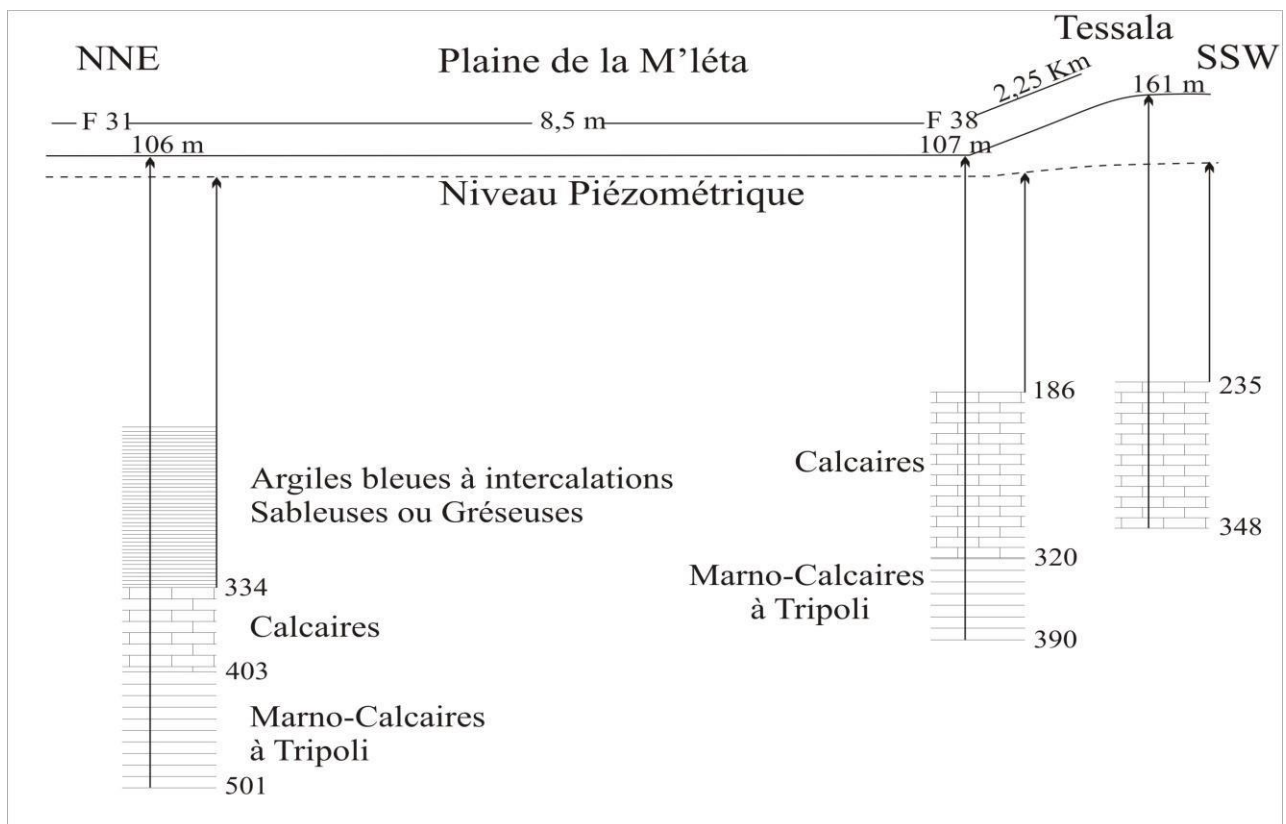 NNE
Plaine de la M'léta
Tessala
SSW
2,25 Km
161 m
F 31
8,5 m
F 38
106 m
107 m
Niveau Piézométrique
186
235
Calcaires
Argiles bleues à intercalations
Sableuses ou Gréseuses
348
320
Marno-Calcaires
à Tripoli
334
Calcaires
390
403
Marno-Calcaires
à Tripoli
501